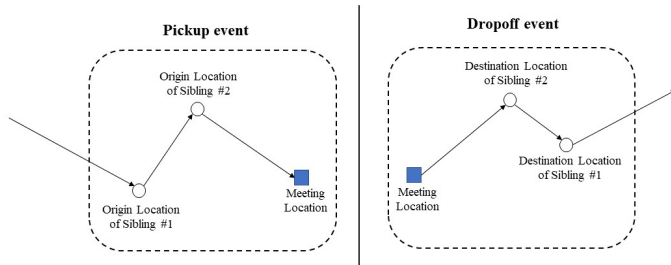 Pickup event
Origin Location
of Sibling #2
Origin Location
of Sibling #1
Meeting
Location
Dropoff event
Destination Location
of Sibling #2
Destination Location
of Sibling #1
Meeting
Location